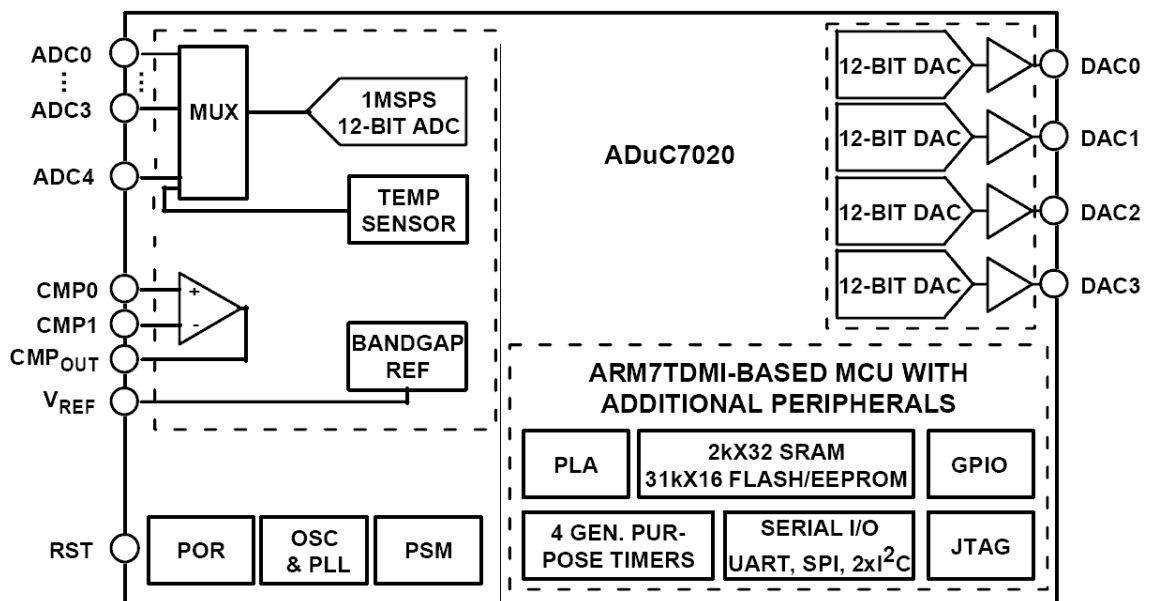 ADC0
ADC3
ADC4
CMP0
CMP1
CMPOUT
VREF
RST
MUX
1MSPS
12-BIT ADC
TEMP
SENSOR
+
-
BANDGAP
REF
POR
OSC
& PLL
PSM
ADuC7020
12-BIT DAC
DAC0
12-BIT DAC
DAC1
12-BIT DAC
DAC2
12-BIT DAC
DAC3
ARM7TDMI-BASED MCU WITH
ADDITIONAL PERIPHERALS
PLA
2kX32 SRAM
31kX16 FLASH/EEPROM
GPIO
4 GEN. PUR-
POSE TIMERS
SERIAL I/O
UART, SPI, 2xI²C
JTAG